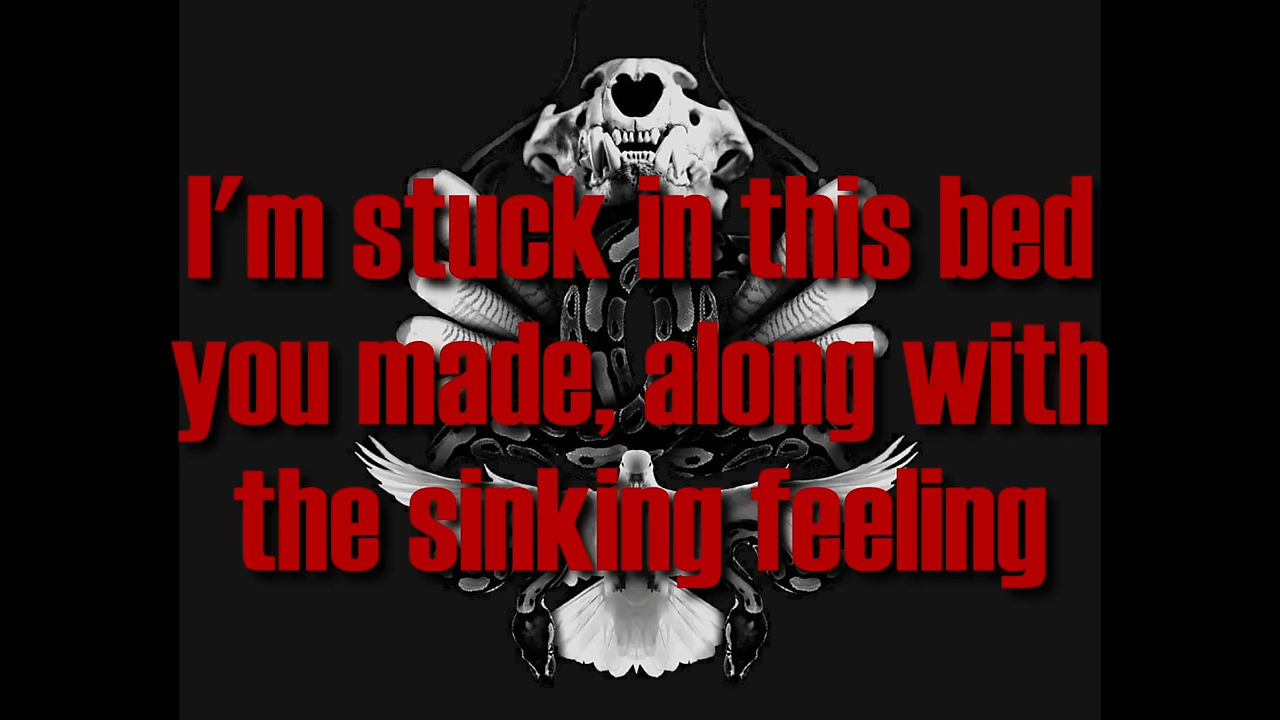 I'm stuck in this bed
you made, along with
the sinking feeling